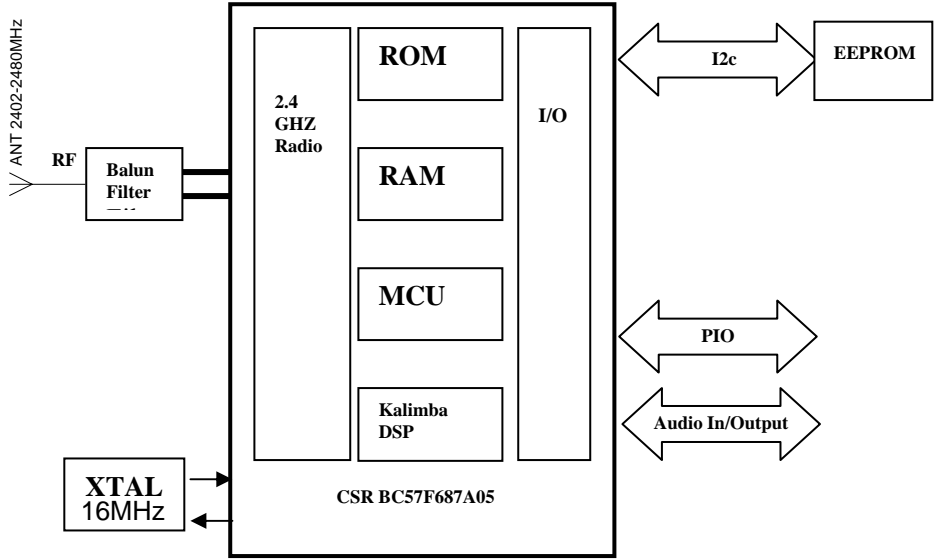 ANT 2402-2480MHz
RF
Balun
Filter
2.4
GHZ
Radio
ROM
RAM
MCU
Kalimba
DSP
I/O
I2c
EEPROM
PIO
Audio In/Output
XTAL
16MHz
CSR BC57F687A05